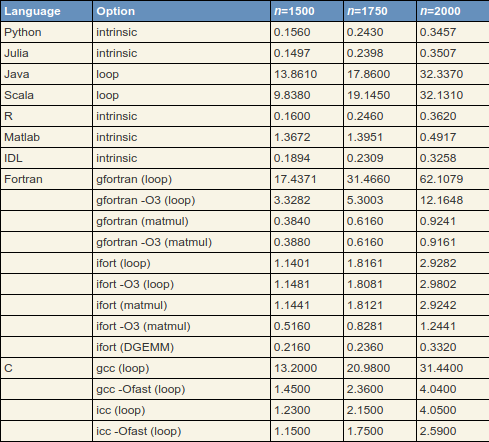 Language Option n=1500 n=1750 n=2000
Python intrinsic 0.1560 0.2430 0.3457
Julia intrinsic 0.1497 0.2398 0.3507
Java loop 13.8610 17.8600 32.3370
Scala loop 9.8380 19.1450 32.1310
R intrinsic 0.1600 0.2460 0.3620
Matlab intrinsic 1.3672 1.3951 0.4917
IDL intrinsic 0.1894 0.2309 0.3258
Fortran gfortran (loop) 17.4371 31.4660 62.1079
gfortran -O3 (loop) 3.3282 5.3003 12.1648
gfortran (matmul) 0.3840 0.6160 0.9241
gfortran -O3 (matmul) 0.3880 0.6160 0.9161
ifort (loop) 1.1401 1.8161 2.9282
ifort -O3 (loop) 1.1481 1.8081 2.9802
ifort (matmul) 1.1441 1.8121 2.9242
ifort -O3 (matmul) 0.5160 0.8281 1.2441
ifort (DGEMM) 0.2160 0.2360 0.3320
C gcc (loop) 13.2000 20.9800 31.4400
gcc -Ofast (loop) 1.4500 2.3600 4.0400
icc (loop) 1.2300 2.1500 4.0500
icc -Ofast (loop) 1.1500 1.7500 2.5900